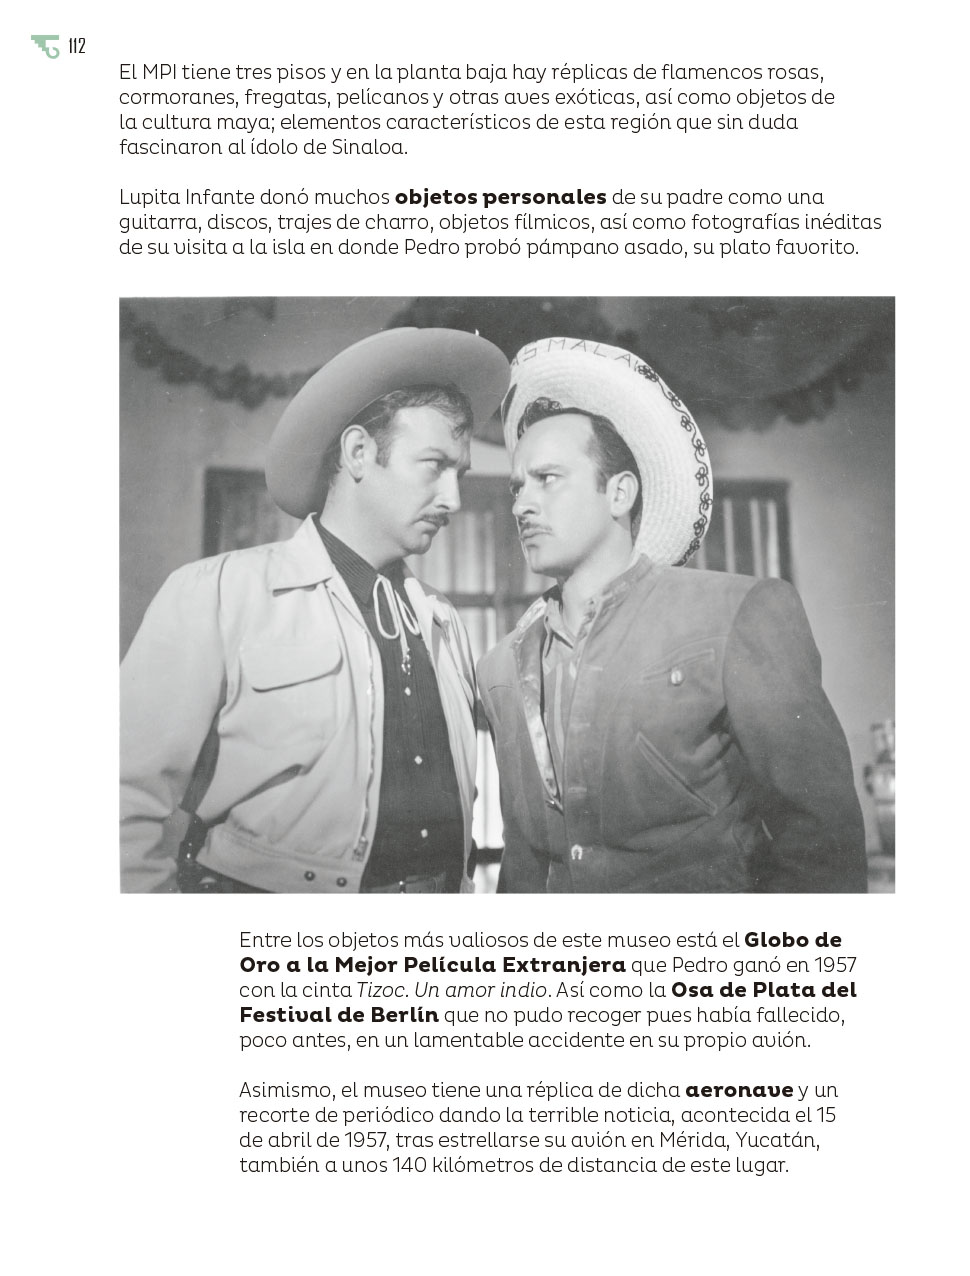 112
El MPI tiene tres pisos y en la planta baja hay réplicas de flamencos rosas,
cormoranes, fregatas, pelícanos y otras aves exóticas, así como objetos de
la cultura maya; elementos característicos de esta región que sin duda
fascinaron al ídolo de Sinaloa.
Lupita Infante donó muchos objetos personales de su padre como una
guitarra, discos, trajes de charro, objetos fílmicos, así como fotografías inéditas
de su visita a la isla en donde Pedro probó pámpano asado, su plato favorito.
Entre los objetos más valiosos de este museo está el Globo de
Oro a la Mejor Película Extranjera que Pedro ganó en 1957
con la cinta Tizoc. Un amor indio. Así como la Osa de Plata del
Festival de Berlín que no pudo recoger pues había fallecido,
poco antes, en un lamentable accidente en su propio avión.
Asimismo, el museo tiene una réplica de dicha aeronave y un
recorte de periódico dando la terrible noticia, acontecida el 15
de abril de 1957, tras estrellarse su avión en Mérida, Yucatán,
también a unos 140 kilómetros de distancia de este lugar.